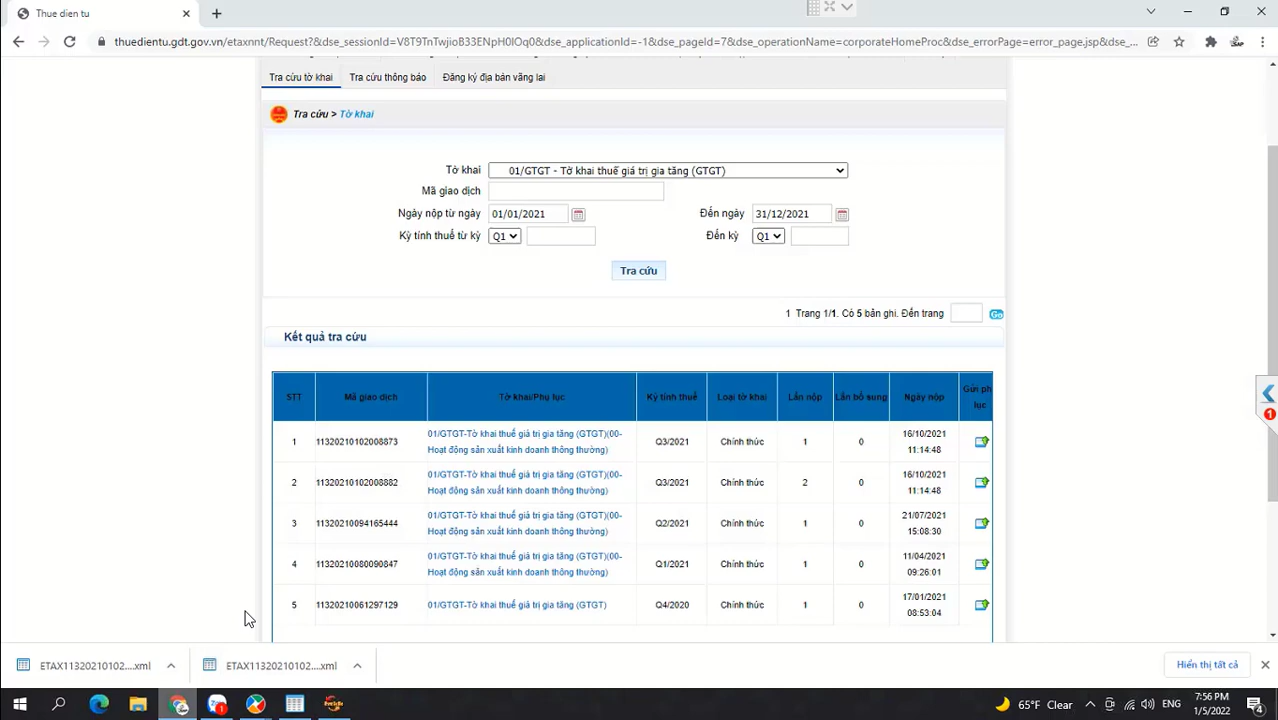 Thue dien tu
thuedientu.gdt.gov.vn/etaxnnt/Request?&dse_sessionId=V8T9TnTwjioB33ENpH0IOq0&dse_applicationId=-1&dse_pageId=7&dse_operationName=corporateHomeProc&dse_errorPage=error_page.jsp&ds...
Tra cứu tờ khai Tra cứu thông báo Đăng ký địa bàn vãng lai
Tra cứu > Tờ khai
Tờ khai 01/GTGT - Tờ khai thuế giá trị gia tăng (GTGT)
Mã giao dịch
Ngày nộp từ ngày 01/01/2021 Đến ngày 31/12/2021
Kỳ tính thuế từ kỳ Q1 Đến kỳ Q1
Tra cứu
1 Trang 1/1. Có 5 bản ghi. Đến trang Go
Kết quả tra cứu
STT Mã giao dịch Tờ khai/Phụ lục Kỳ tính thuế Loại tờ khai Lần nộp Lần bổ sung Ngày nộp Gửi ph lục
1 11320210102008873 01/GTGT-Tờ khai thuế giá trị gia tăng (GTGT)(00- Q3/2021 Chính thức 1 0 16/10/2021
Hoạt động sản xuất kinh doanh thông thường) 11:14:48
2 11320210102008882 01/GTGT-Tờ khai thuế giá trị gia tăng (GTGT)(00- Q3/2021 Chính thức 2 0 16/10/2021
Hoạt động sản xuất kinh doanh thông thường) 11:14:48
3 11320210094165444 01/GTGT-Tờ khai thuế giá trị gia tăng (GTGT)(00- Q2/2021 Chính thức 1 0 21/07/2021
Hoạt động sản xuất kinh doanh thông thường) 15:08:30
4 11320210080090847 01/GTGT-Tờ khai thuế giá trị gia tăng (GTGT)(00- Q1/2021 Chính thức 1 0 11/04/2021
Hoạt động sản xuất kinh doanh thông thường) 09:26:01
5 11320210061297129 01/GTGT-Tờ khai thuế giá trị gia tăng (GTGT) Q4/2020 Chính thức 1 0 17/01/2021
08:53:04
1
ETAX11320210102....xml ETAX11320210102....xml Hiển thị tất cả
65°F Clear ENG 7:56 PM
1/5/2022 4